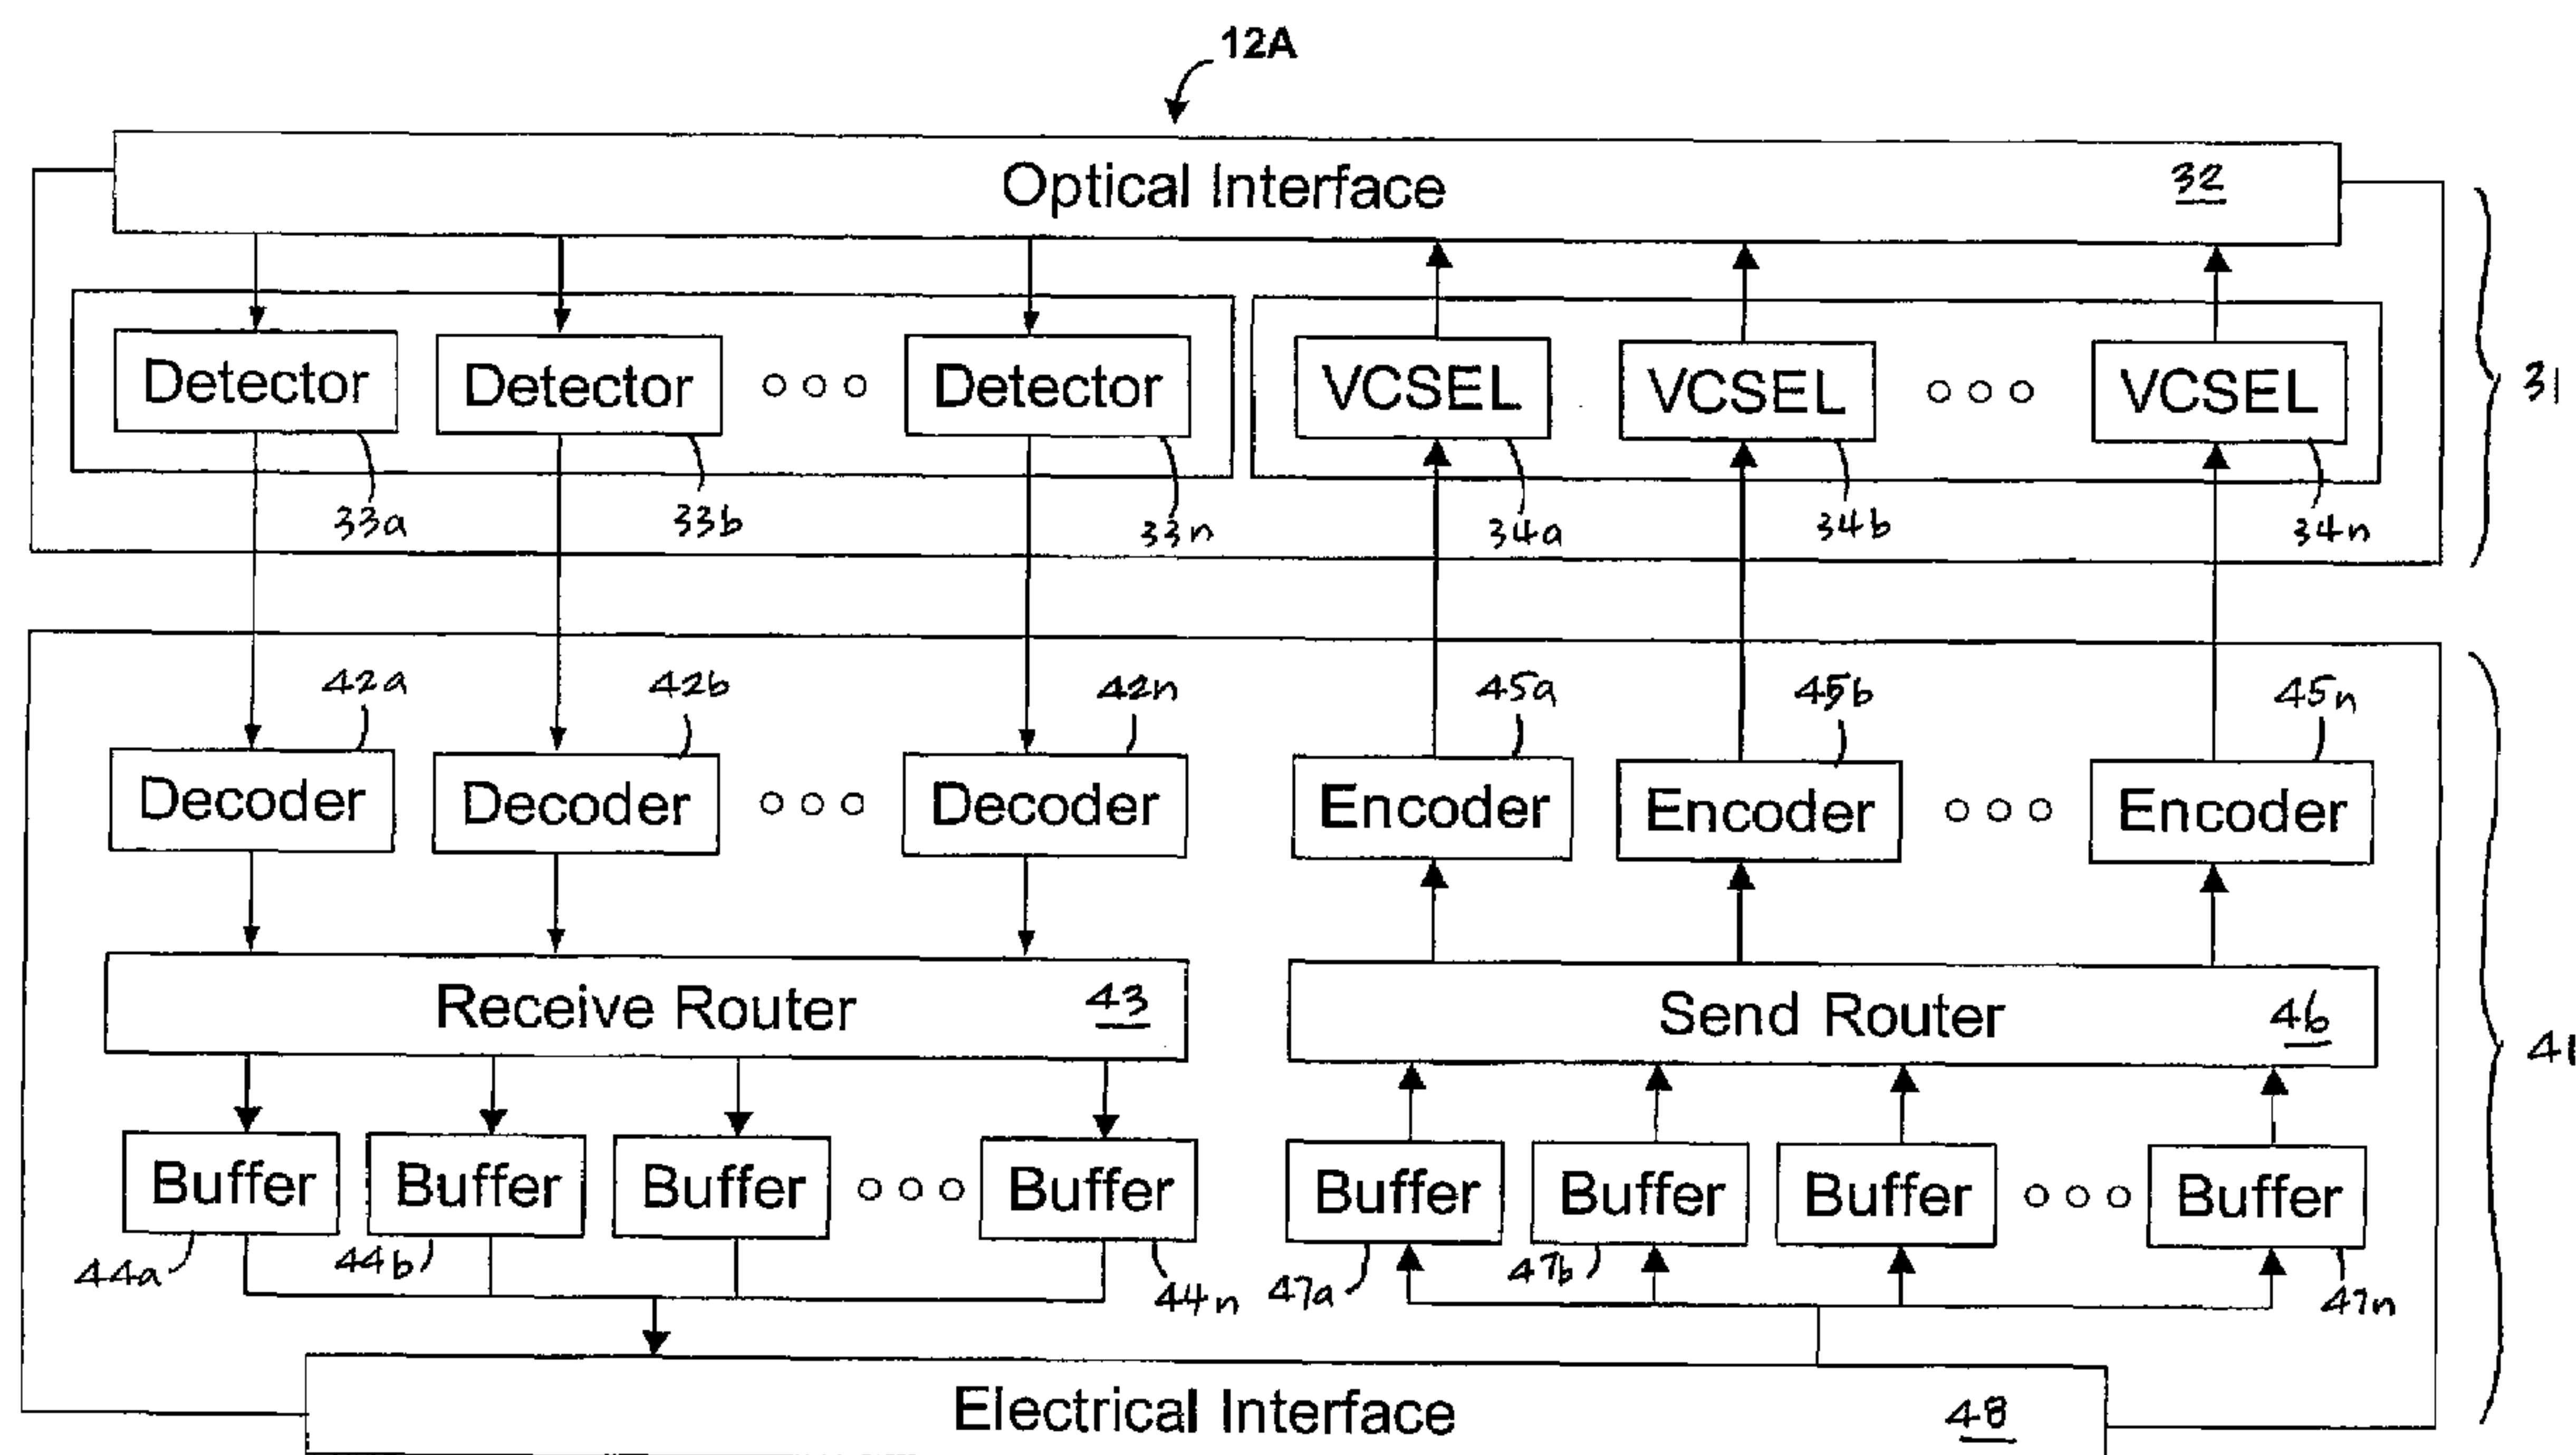 12A
Optical Interface 32
Detector Detector Detector VCSEL VCSEL VCSEL
31
33a 33b 33n 34a 34b 34n
42a 42b 42n 45a 45b 45n
Decoder Decoder Decoder Encoder Encoder Encoder
Receive Router 43 Send Router 46
41
Buffer Buffer Buffer Buffer Buffer Buffer Buffer Buffer
44a 44b 44n 47a 47b 47n
Electrical Interface 48